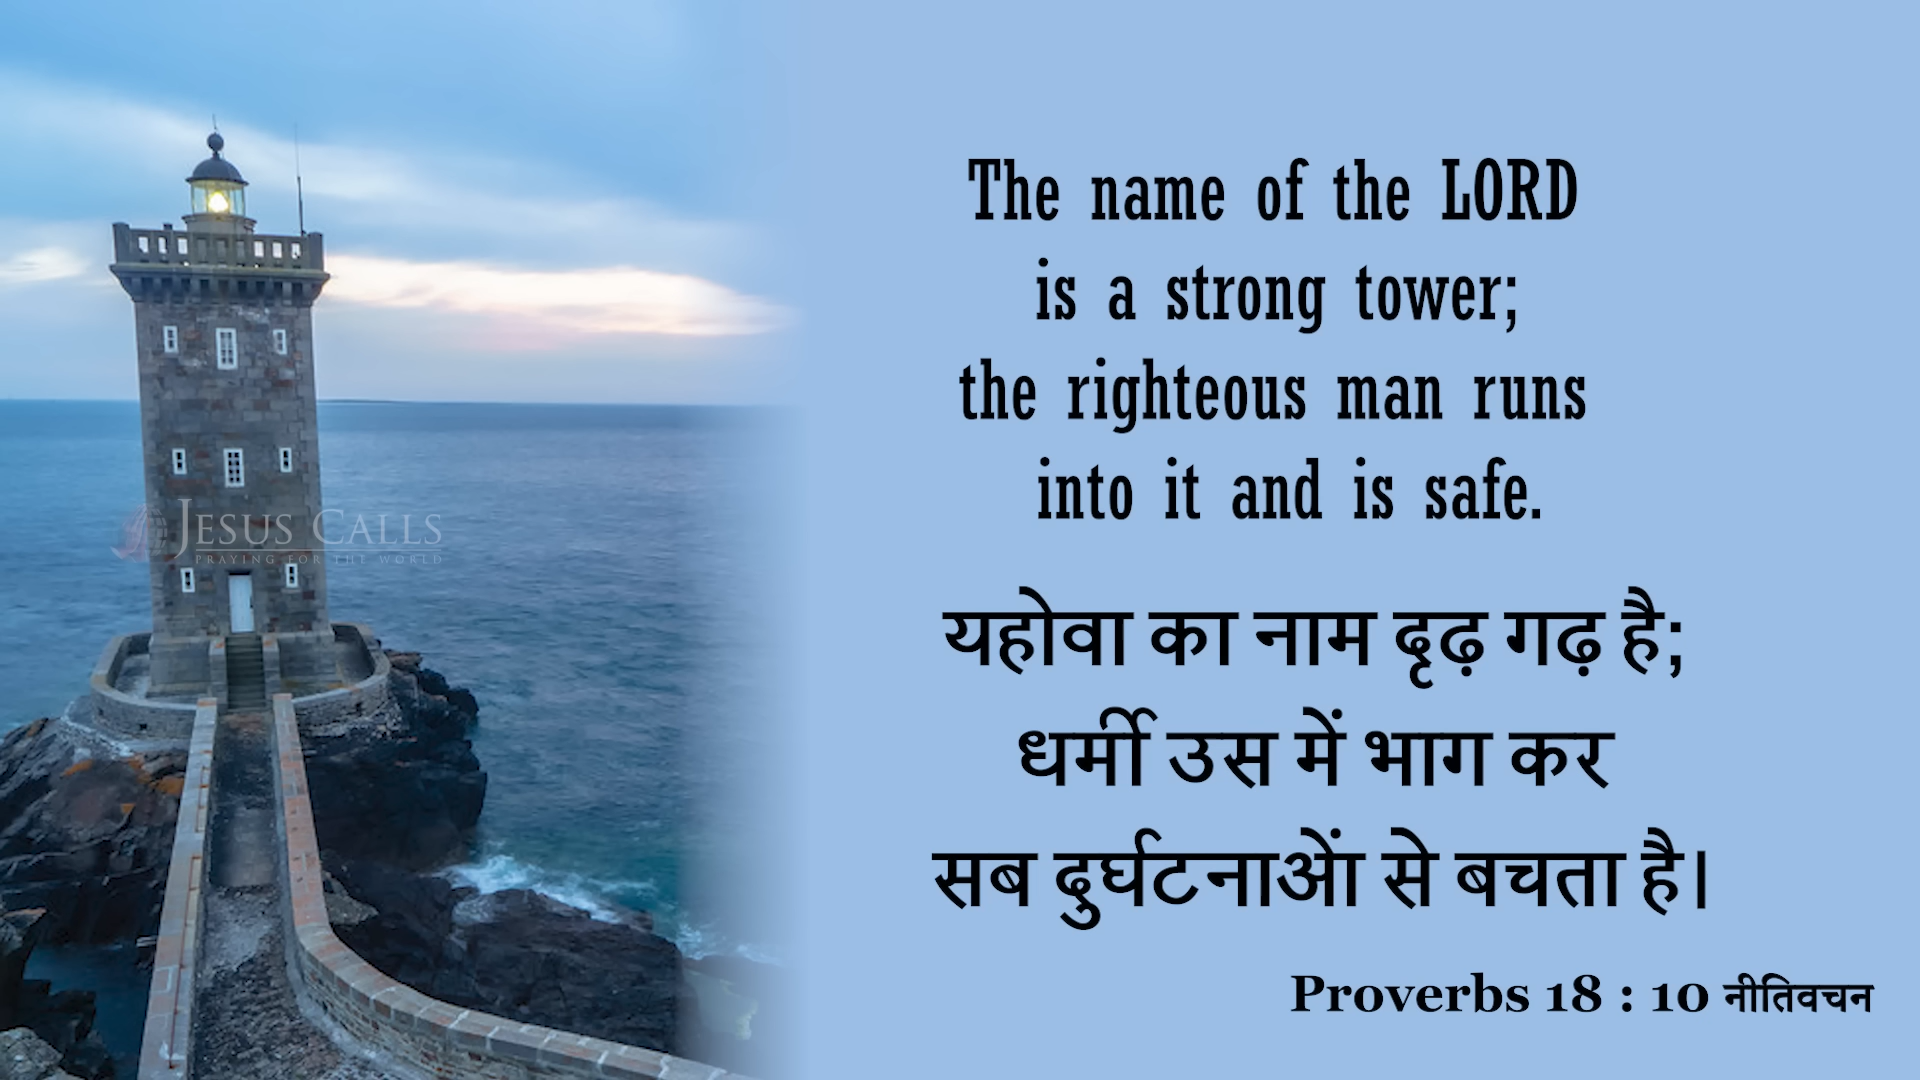 JESUS CALLS
PRAYING FOR THE WORLD
The name of the LORD
is a strong tower;
the righteous man runs
into it and is safe.
यहोवा का नाम दृढ़ गढ़ है;
धर्मी उस में भाग कर
सब दुर्घटनाओं से बचता है।
Proverbs 18 : 10 नीतिवचन